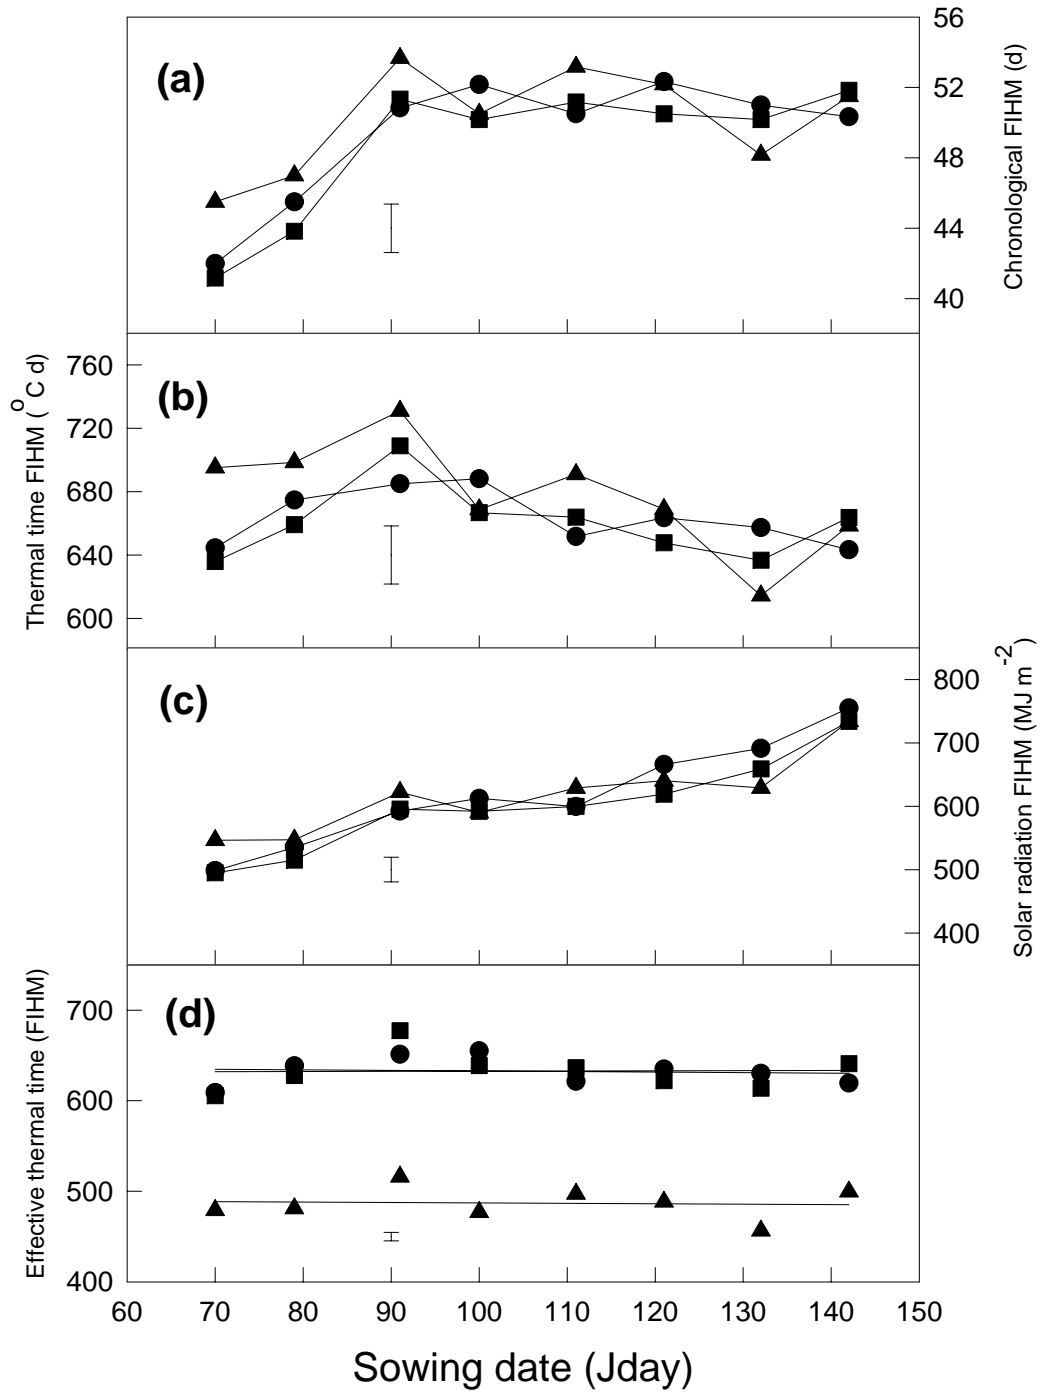 (a)
56
52
48
44
40
Chronological FIHM (d)
(b)
760
720
680
640
600
Thermal time FIHM (°C d)
(c)
800
700
600
500
400
Solar radiation FIHM (MJ m-2)
(d)
700
600
500
400
Effective thermal time (FIHM)
60 70 80 90 100 110 120 130 140 150
Sowing date (Jday)